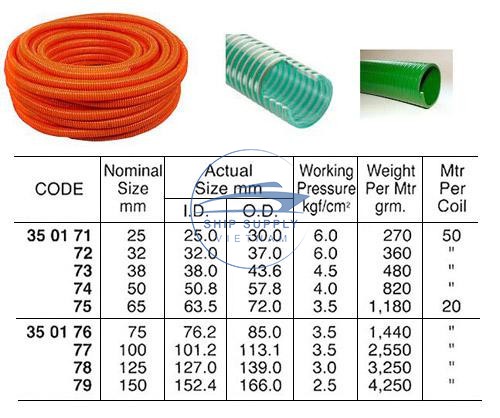 CODE Nominal Size mm Actual Size mm Working Pressure kgf/cm² Weight Per Mtr grm. Mtr Per Coil
I.D. O.D.
SHIP SUPPLY
VIETNAM
35 01 71 25 25.0 30.0 6.0 270 50
72 32 32.0 37.0 6.0 360 "
73 38 38.0 43.6 4.5 480 "
74 50 50.8 57.8 4.0 820 "
75 65 63.5 72.0 3.5 1,180 20
35 01 76 75 76.2 85.0 3.5 1,440 "
77 100 101.2 113.1 3.5 2,550 "
78 125 127.0 139.0 3.0 3,250 "
79 150 152.4 166.0 2.5 4,250 "